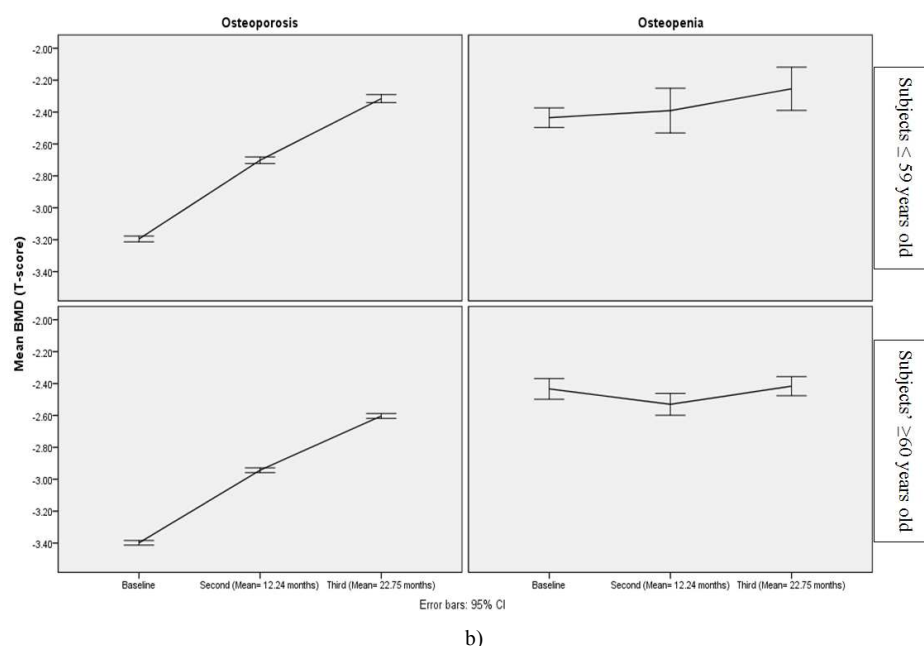 Osteoporosis
Osteopenia
Mean BMD (T-score)
-2.00
-2.20
-2.40
-2.60
-2.80
-3.00
-3.20
-3.40
Subjects ≤ 59 years old
-2.00
-2.20
-2.40
-2.60
-2.80
-3.00
-3.20
-3.40
Subjects’ ≥60 years old
Baseline
Second (Mean= 12.24 months)
Third (Mean= 22.75 months)
Baseline
Second (Mean= 12.24 months)
Third (Mean= 22.75 months)
Error bars: 95% CI
b)